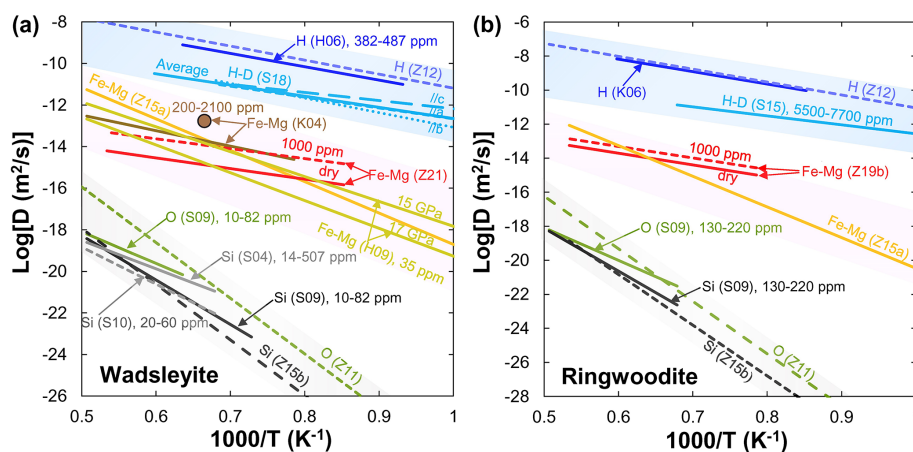 (a)
H (H06), 382-487 ppm
H (Z12)
Average
H-D (S18)
//c
//a
//b
Fe-Mg (Z15a)
200-2100 ppm
Fe-Mg (K04)
1000 ppm
dry
Fe-Mg (Z21)
15 GPa
17 GPa
Fe-Mg (H09), 35 ppm
O (S09), 10-82 ppm
Si (S04), 14-507 ppm
Si (S09), 10-82 ppm
Si (S10), 20-60 ppm
Si (Z15b)
O (Z11)
Wadsleyite
Log[D (m²/s)]
-8
-10
-12
-14
-16
-18
-20
-22
-24
-26
0.5
0.6
0.7
0.8
0.9
1
1000/T (K⁻¹)
(b)
H (K06)
H (Z12)
H-D (S15), 5500-7700 ppm
1000 ppm
dry
Fe-Mg (Z19b)
Fe-Mg (Z15a)
O (S09), 130-220 ppm
Si (S09), 130-220 ppm
Si (Z15b)
O (Z11)
Ringwoodite
Log[D (m²/s)]
-6
-8
-10
-12
-14
-16
-18
-20
-22
-24
-26
-28
0.5
0.6
0.7
0.8
0.9
1000/T (K⁻¹)